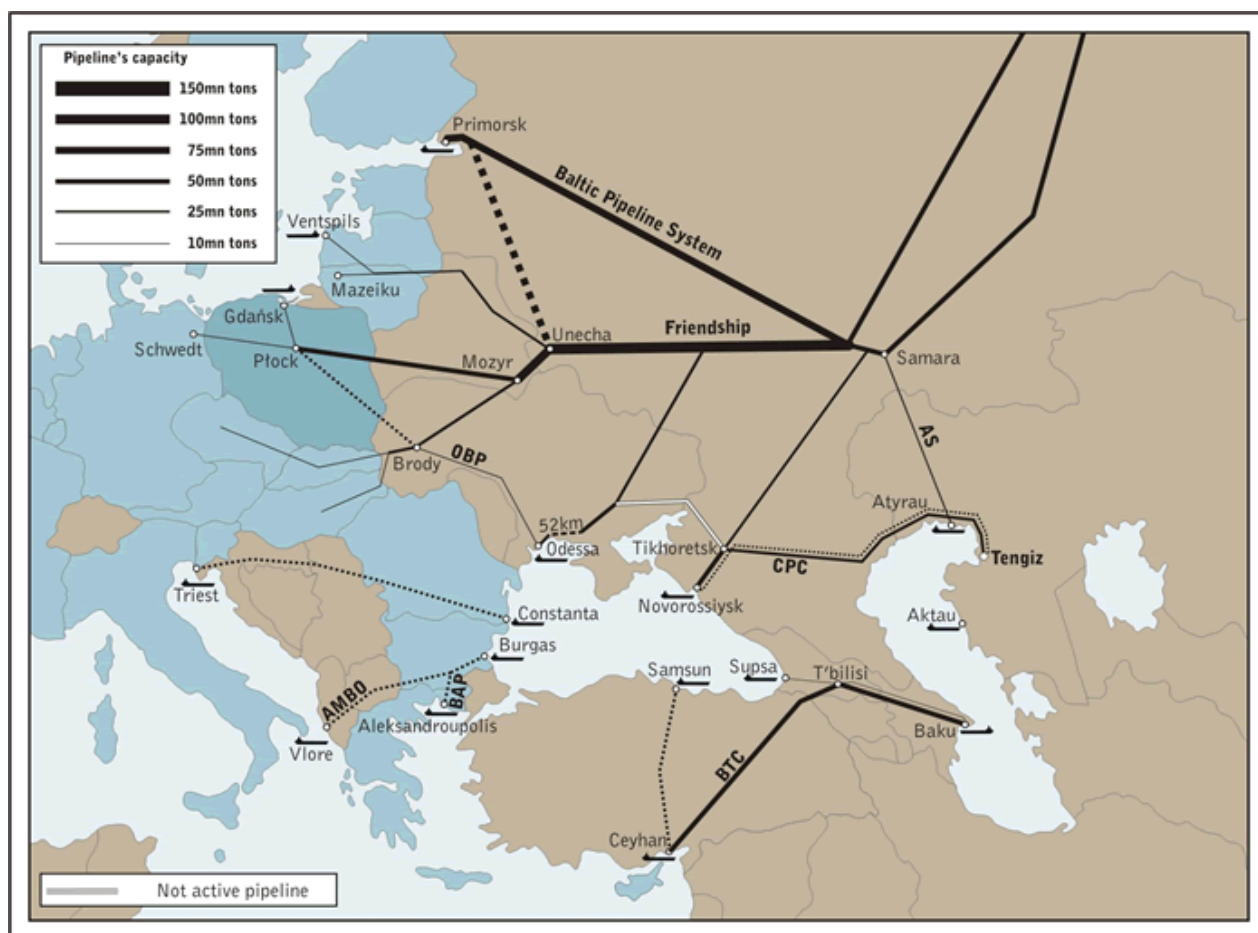 Pipeline's capacity
150mn tons
100mn tons
75mn tons
50mn tons
25mn tons
10mn tons
Primorsk
Baltic Pipeline System
Ventspils
Mazeiku
Gdańsk
Schwedt
Płock
Unecha
Friendship
Mozyr
Samara
AS
Brody
OBP
Atyrau
52km
Odessa
Tikhoretsk
CPC
Tengiz
Triest
Novorossiysk
Constanta
Aktau
Burgas
Samsun
Supsa
T'bilisi
AMBO
BAP
Aleksandroupolis
Baku
Vlore
BTC
Ceyhan
Not active pipeline